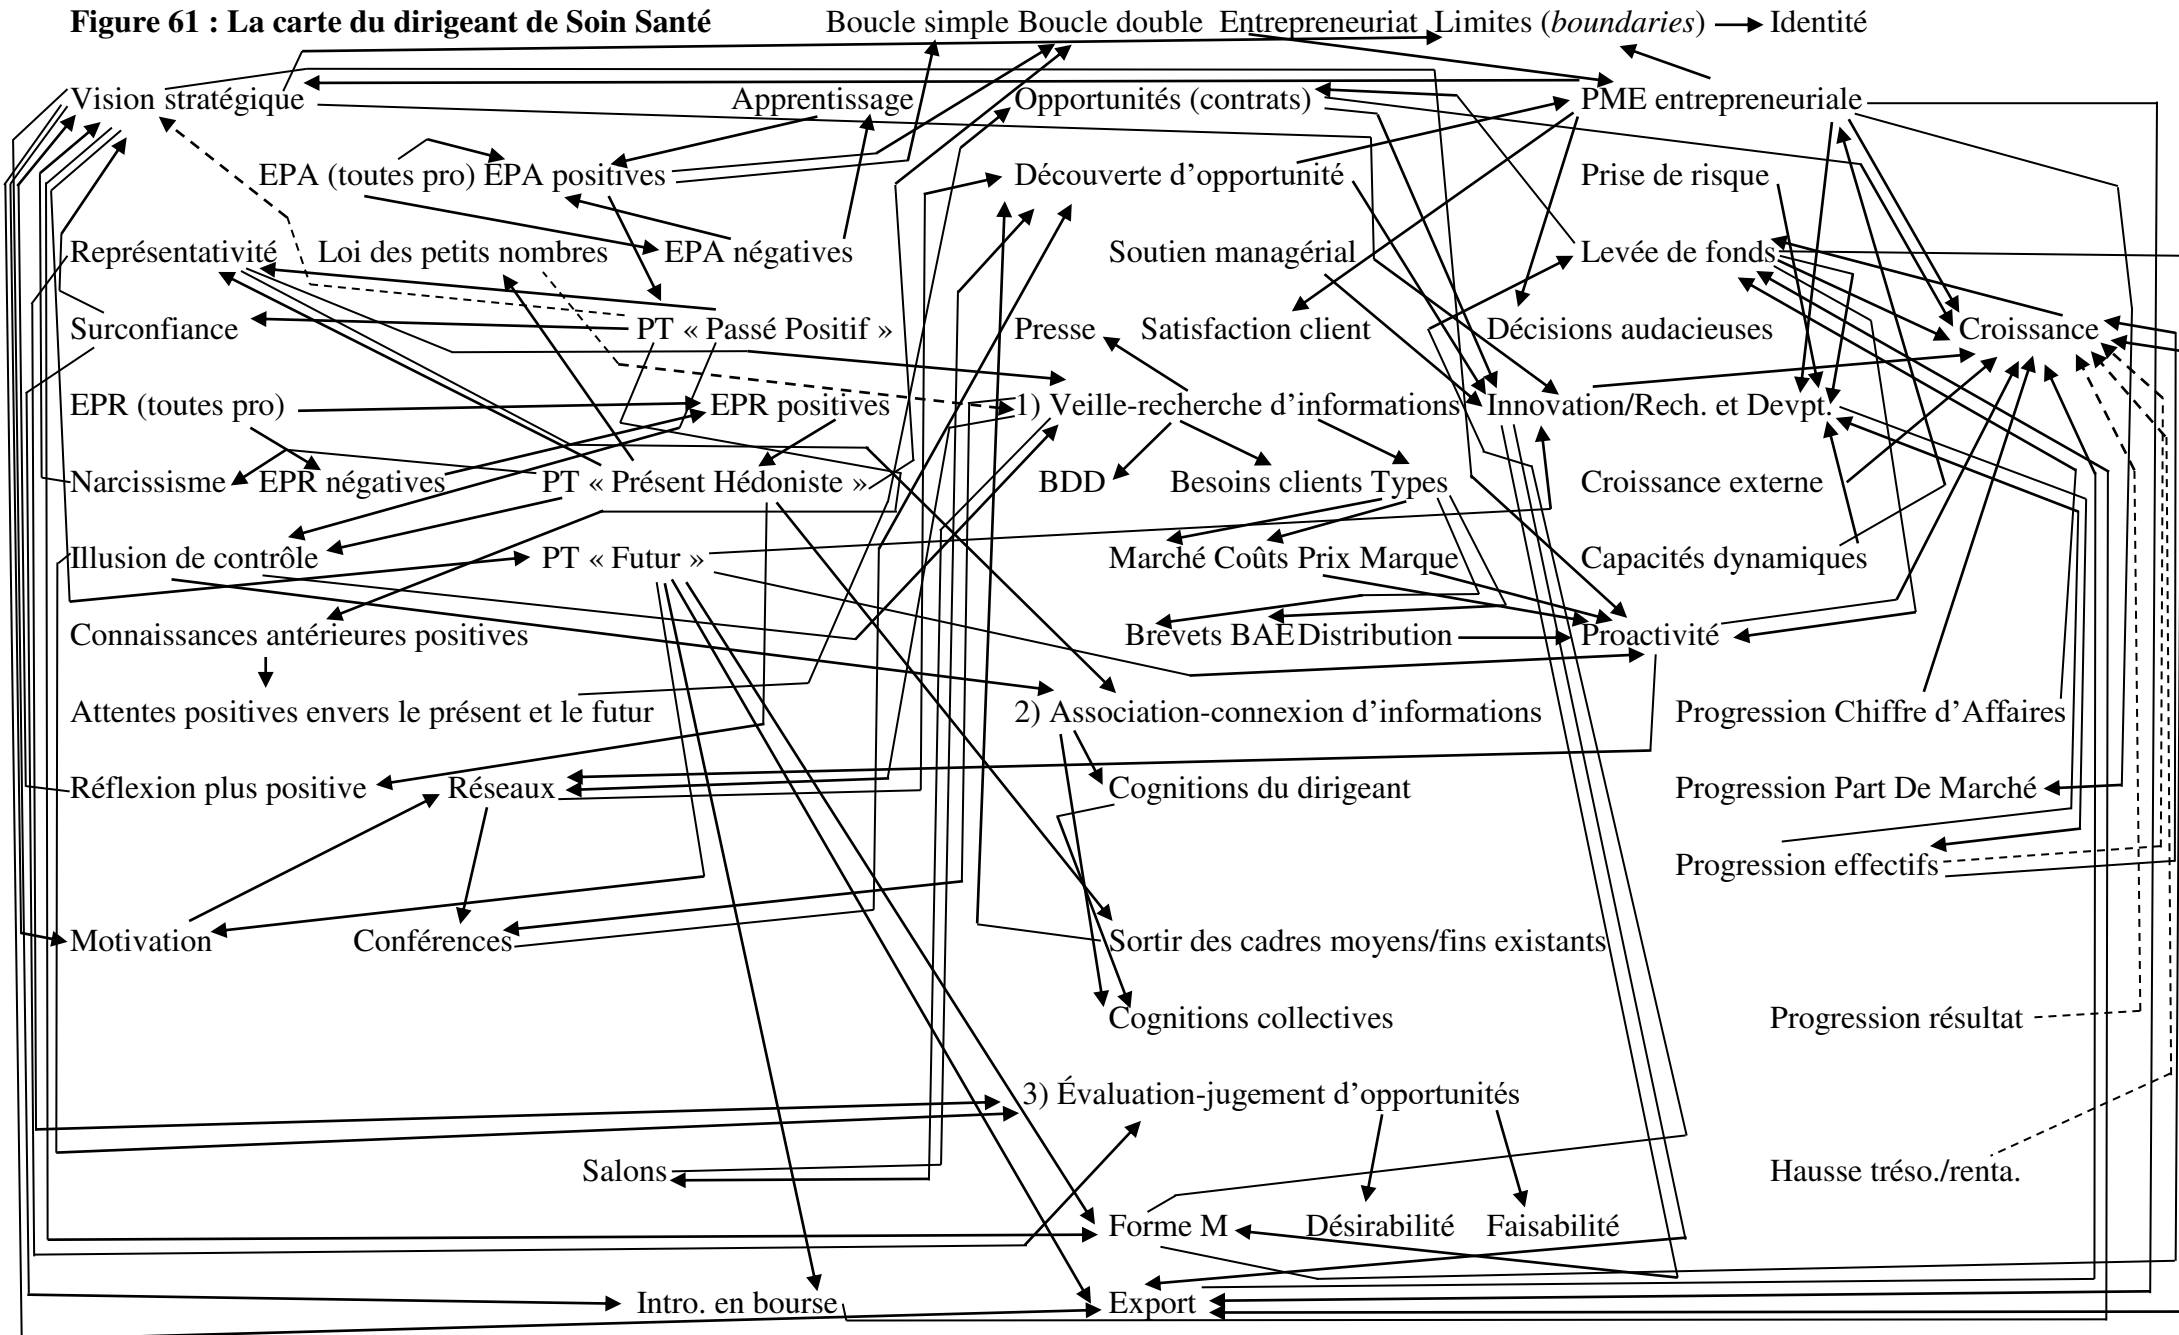 Figure 61 : La carte du dirigeant de Soin Santé Boucle simple Boucle double Entrepreneuriat Limites (boundaries) Identité
Vision stratégique Apprentissage Opportunités (contrats) PME entrepreneuriale
EPA (toutes pro) EPA positives Découverte d’opportunité Prise de risque
Représentativité Loi des petits nombres EPA négatives Soutien managérial Levée de fonds
Surconfiance PT « Passé Positif » Presse Satisfaction client Décisions audacieuses Croissance
EPR (toutes pro) EPR positives 1) Veille-recherche d’informations Innovation/Rech. et Devpt.
Narcissisme EPR négatives PT « Présent Hédoniste » BDD Besoins clients Types Croissance externe
Illusion de contrôle PT « Futur » Marché Coûts Prix Marque Capacités dynamiques
Connaissances antérieures positives Brevets BAE Distribution Proactivité
Attentes positives envers le présent et le futur 2) Association-connexion d’informations Progression Chiffre d’Affaires
Réflexion plus positive Réseaux Cognitions du dirigeant Progression Part De Marché
Progression effectifs
Motivation Conférences Sortir des cadres moyens/fins existants
Cognitions collectives Progression résultat
3) Évaluation-jugement d’opportunités
Salons Hausse tréso./renta.
Forme M Désirabilité Faisabilité
Intro. en bourse Export